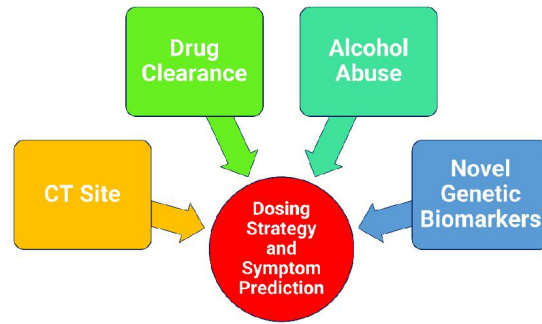 Drug
Clearance
Alcohol
Abuse
CT Site
Novel
Genetic
Biomarkers
Dosing
Strategy
and
Symptom
Prediction